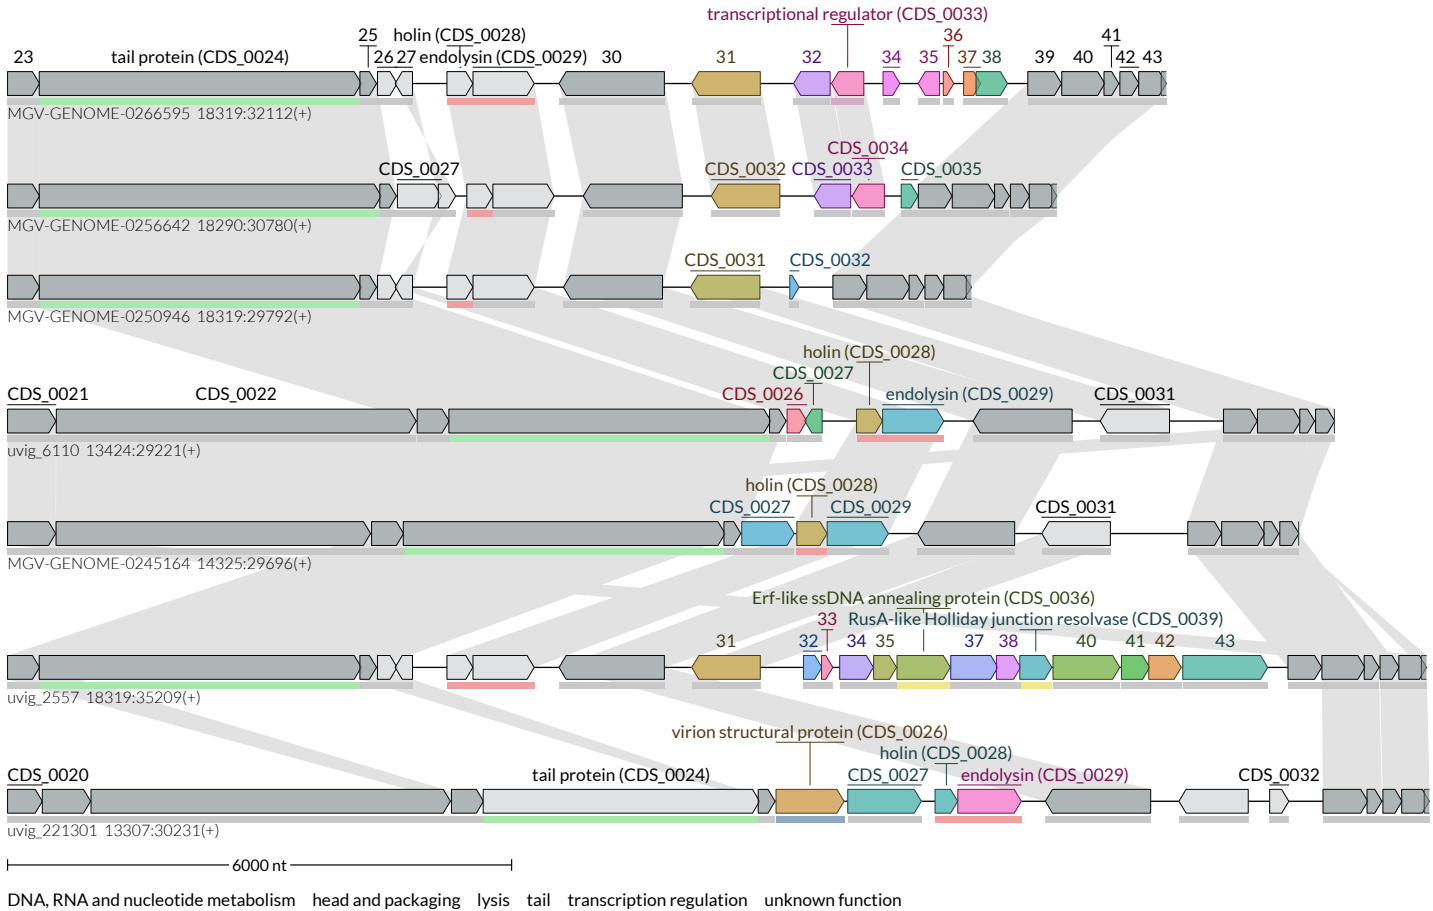 transcriptional regulator (CDS_0033)
25 holin (CDS_0028) 36 41
23 tail protein (CDS_0024) 26 27 endolysin (CDS_0029) 30 31 32 34 35 37 38 39 40 42 43
MGV-GENOME-0266595 18319:32112(+)
CDS_0034
CDS_0027 CDS_0032 CDS_0033 CDS_0035
MGV-GENOME-0256642 18290:30780(+)
CDS_0031 CDS_0032
MGV-GENOME-0250946 18319:29792(+)
holin (CDS_0028)
CDS_0027
CDS_0021 CDS_0022 CDS_0026 endolysin (CDS_0029) CDS_0031
uvig_6110 13424:29221(+)
holin (CDS_0028)
CDS_0027 CDS_0029 CDS_0031
MGV-GENOME-0245164 14325:29696(+)
Erf-like ssDNA annealing protein (CDS_0036)
33 RusA-like Holliday junction resolvase (CDS_0039)
31 32 34 35 37 38 40 41 42 43
uvig_2557 18319:35209(+)
virion structural protein (CDS_0026)
holin (CDS_0028)
CDS_0020 tail protein (CDS_0024) CDS_0027 endolysin (CDS_0029) CDS_0032
uvig_221301 13307:30231(+)
6000 nt
DNA, RNA and nucleotide metabolism head and packaging lysis tail transcription regulation unknown function